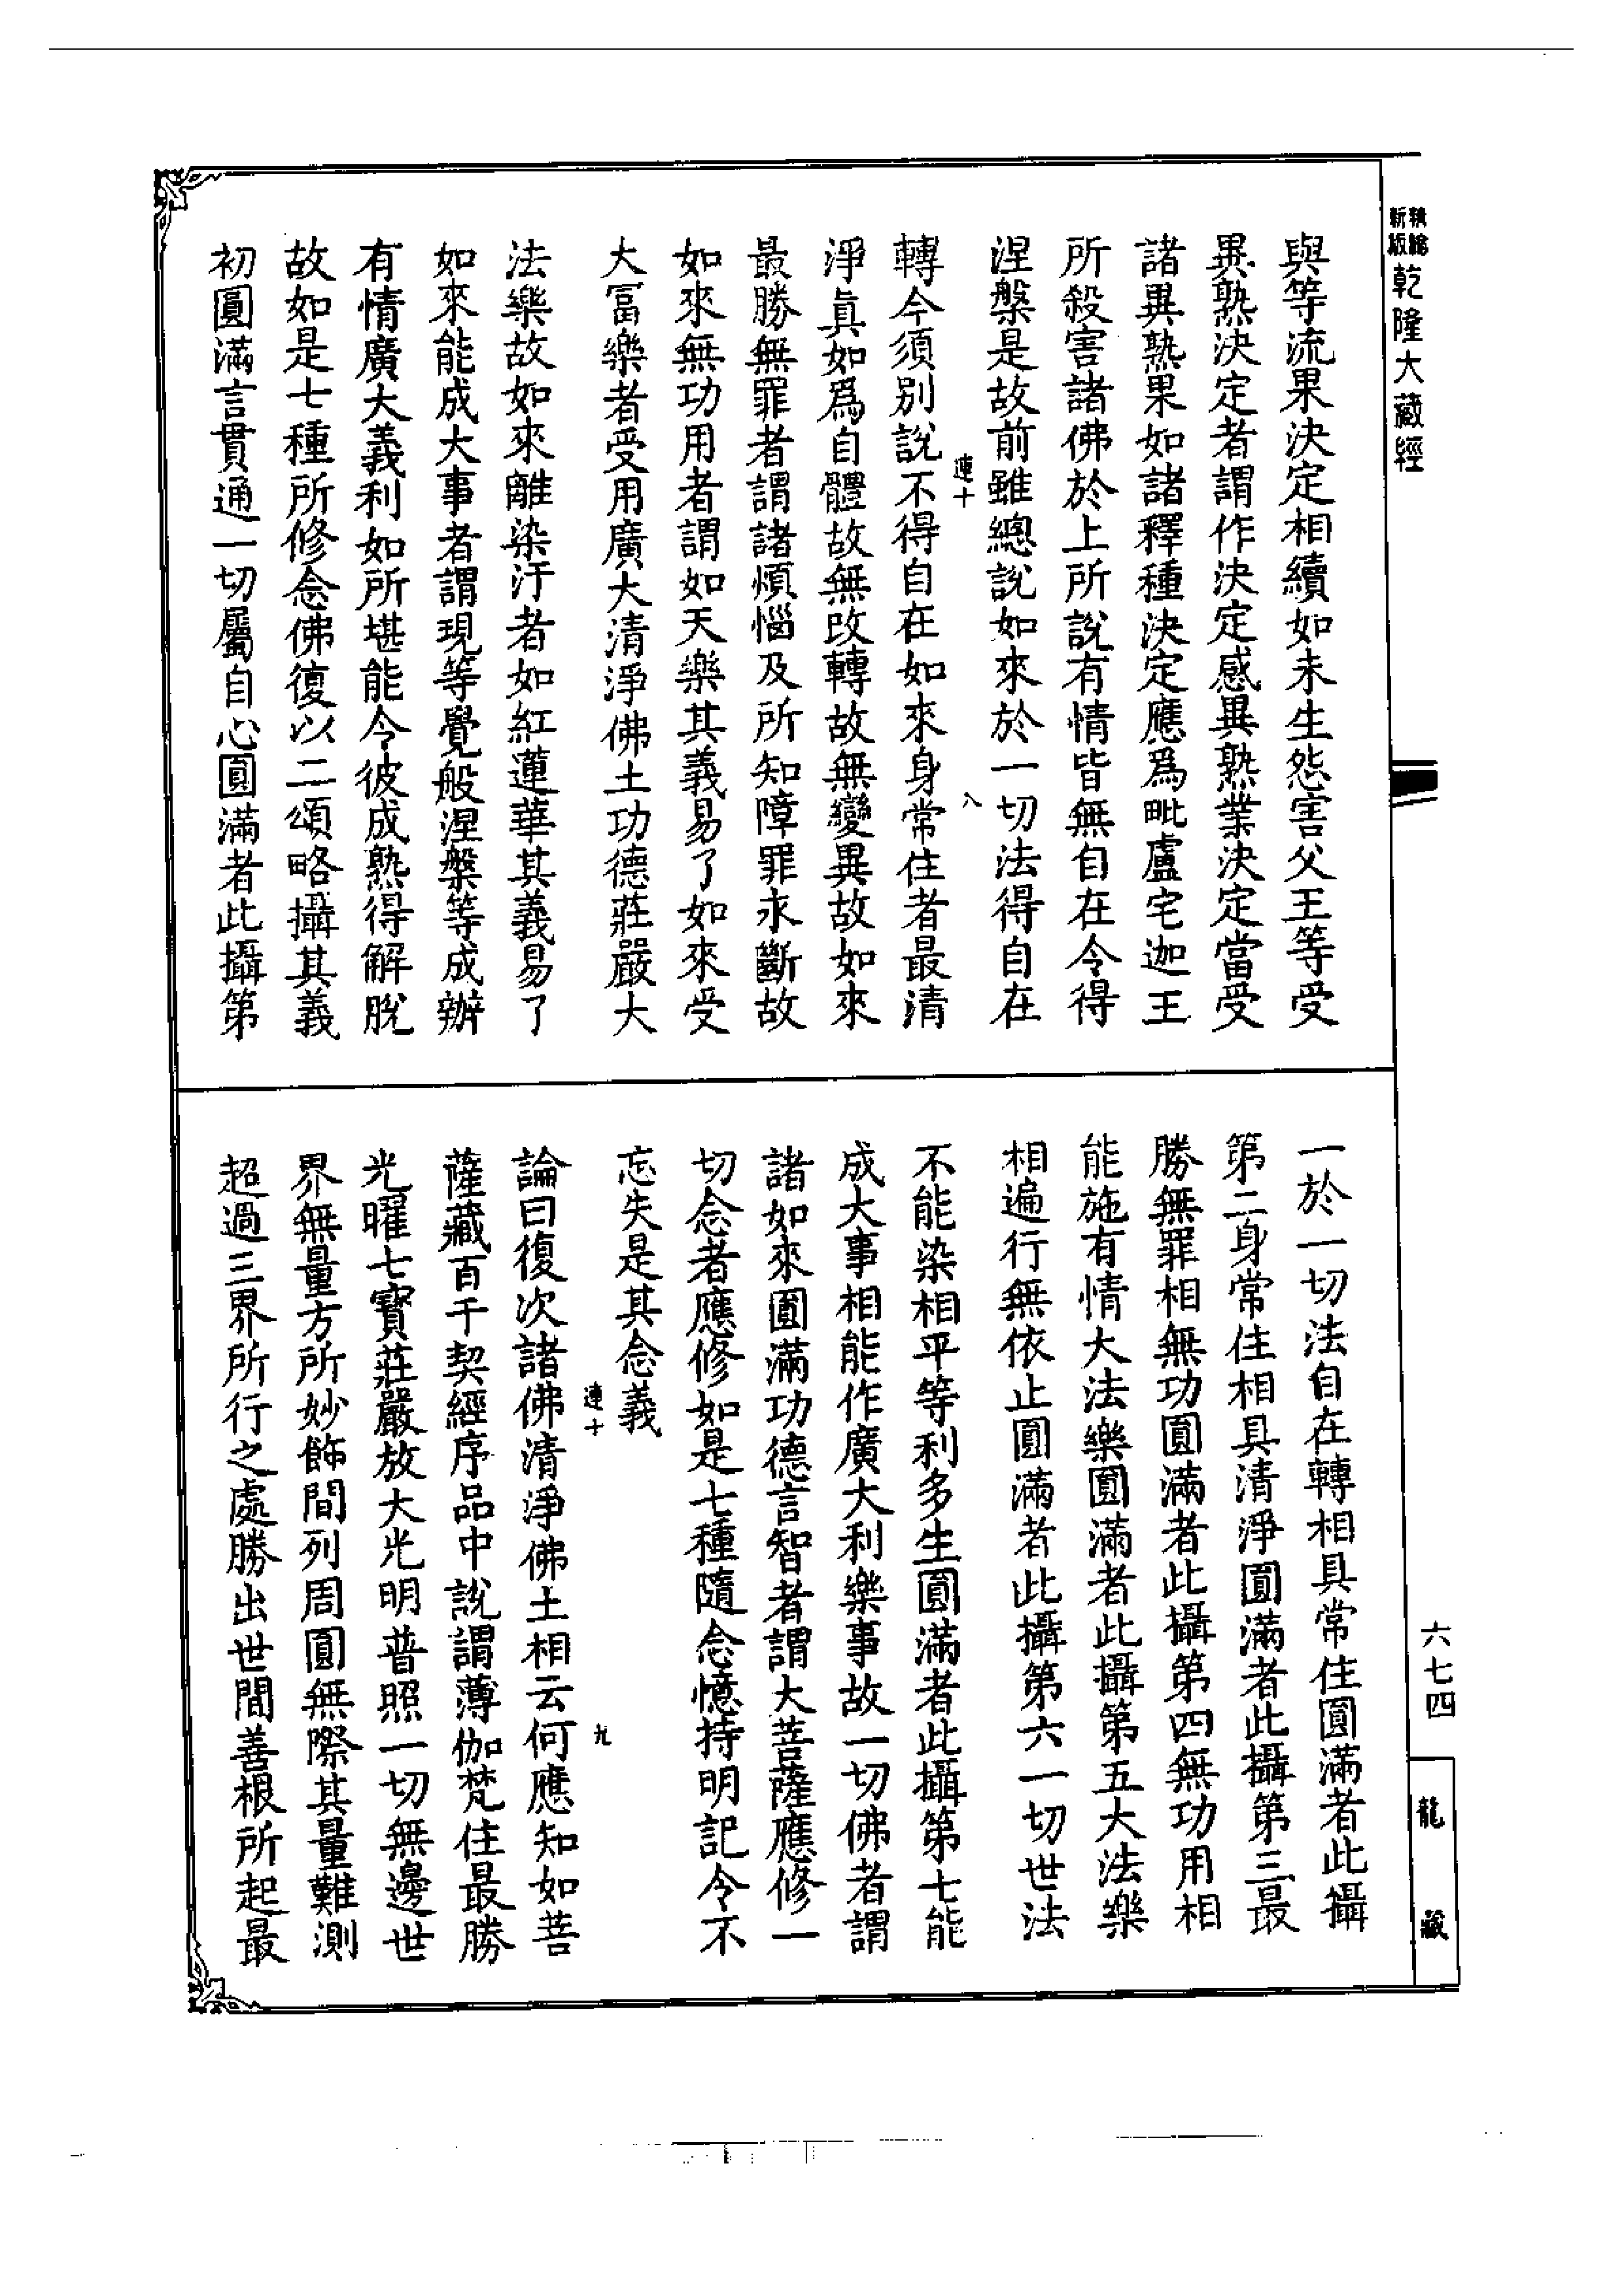 精繪
新版
乾隆大藏經
與等流果決定相續如未生怨害父王等受
異熟決定者謂作決定感異熟業決定當受
諸異熟果如諸釋種決定應爲毗盧宅迦王
所殺害諸佛於上所說有情皆無自在令得
涅槃是故前雖總說如來於一切法得自在
連十
八
轉今須別說不得自在如來身常住者最清
淨眞如爲自體故無改轉故無變異故如來
最勝無罪者謂諸煩惱及所知障罪永斷故
如來無功用者謂如天樂其義易了如來受
大富樂者受用廣大清淨佛土功德莊嚴大
法樂故如來離染汙者如紅蓮華其義易了
如來能成大事者謂現等覺般涅槃等成辦
有情廣大義利如所堪能令彼成熟得解脫
故如是七種所修念佛復以二頌略攝其義
初圓滿言貫通一切屬自心圓滿者此攝第
一於一切法自在轉相具常住圓滿者此攝
第二身常住相具清淨圓滿者此攝第三最
勝無罪相無功圓滿者此攝第四無功用相
能施有情大法樂圓滿者此攝第五大法樂
相遍行無依止圓滿者此攝第六一切世法
不能染相平等利多生圓滿者此攝第七能
成大事相能作廣大利樂事故一切佛者謂
諸如來圓滿功德言智者謂大菩薩應修一
切念者應修如是七種隨念憶持明記令不
忘失是其念義
連十
九
論曰復次諸佛清淨佛土相云何應知如菩
薩藏百千契經序品中說謂薄伽梵住最勝
光曜七寶莊嚴放大光明普照一切無邊世
界無量方所妙飾間列周圓無際其量難測
超過三界所行之處勝出世間善根所起最
六七四
龍藏